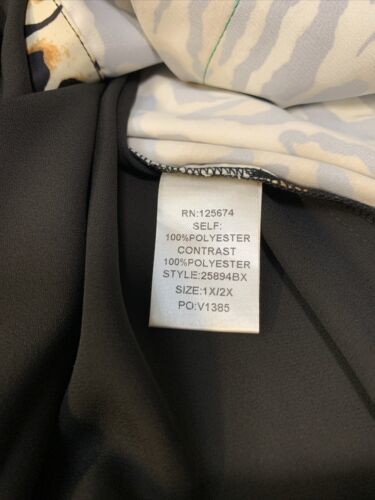 RN:125674
SELF:
100%POLYESTER
CONTRAST
100%POLYESTER
STYLE:25894BX
SIZE:1X/2X
PO:V1385